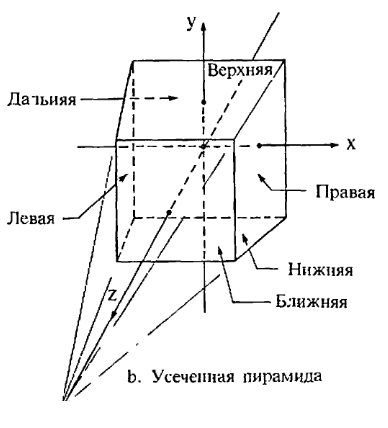 y
Верхняя
Дальняя
x
Левая
Правая
Нижняя
Ближняя
z
b. Усеченная пирамида